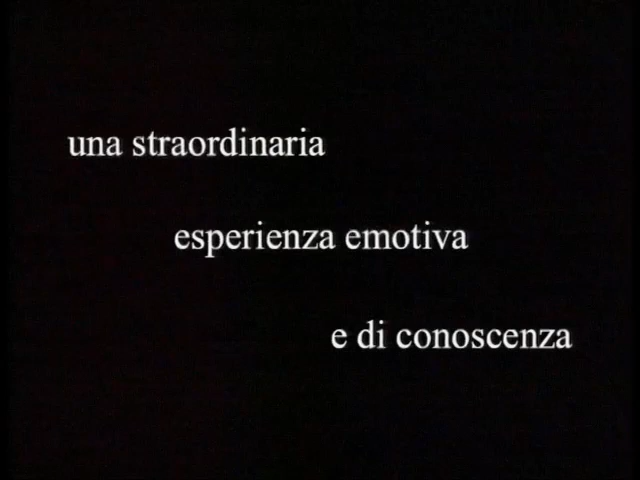 una straordinaria
esperienza emotiva
e di conoscenza